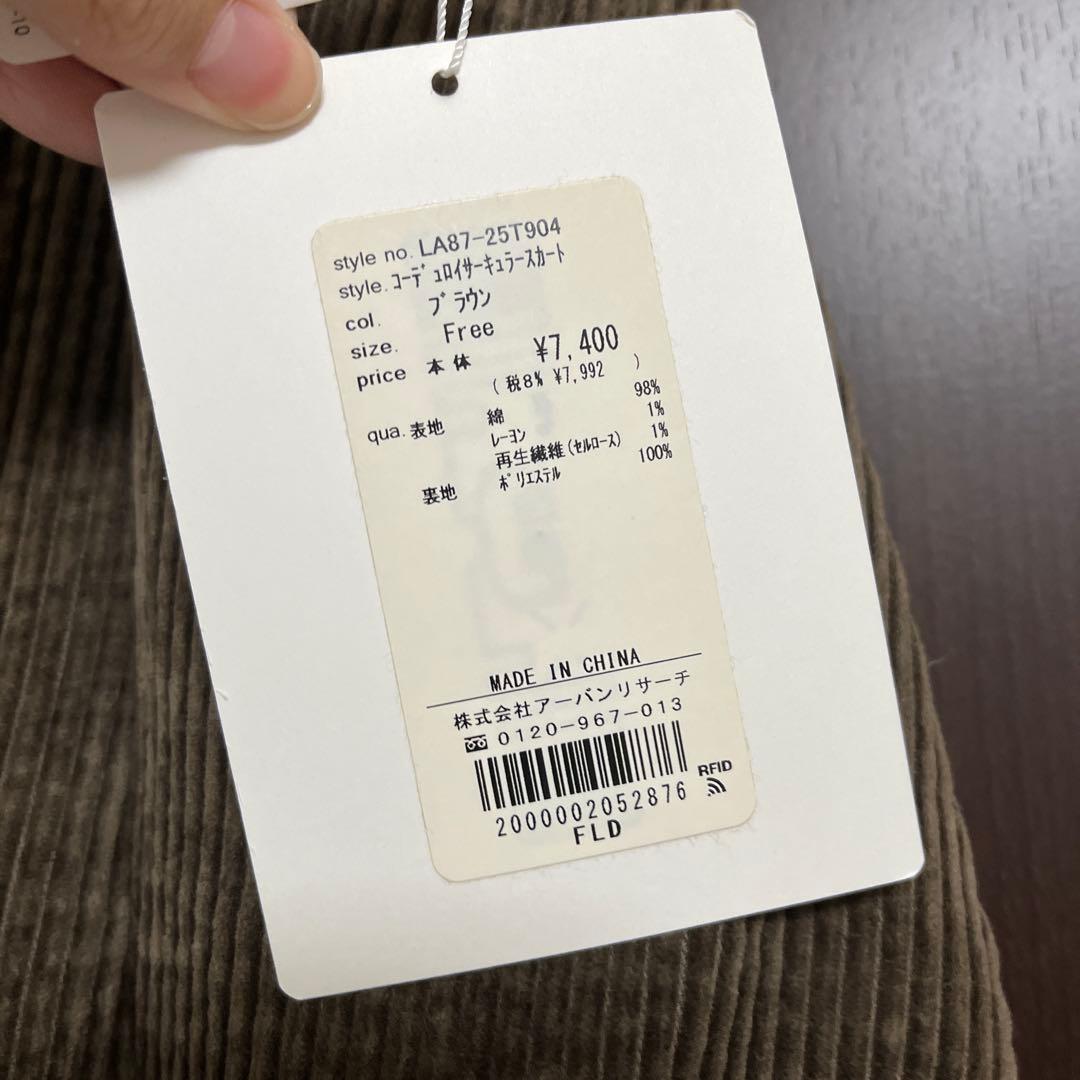 -10
style no. LA87-25T904
style. コーデュロイサーキュラースカート
col. ブラウン
size. Free
price 本体 ¥7,400
( 税8% ¥7,992 )
qua. 表地 綿 98%
レーヨン 1%
再生繊維(セルロース) 1%
裏地 ポリエステル 100%
MADE IN CHINA
株式会社アーバンリサーチ
0120-967-013
RFID
2000002052876
FLD